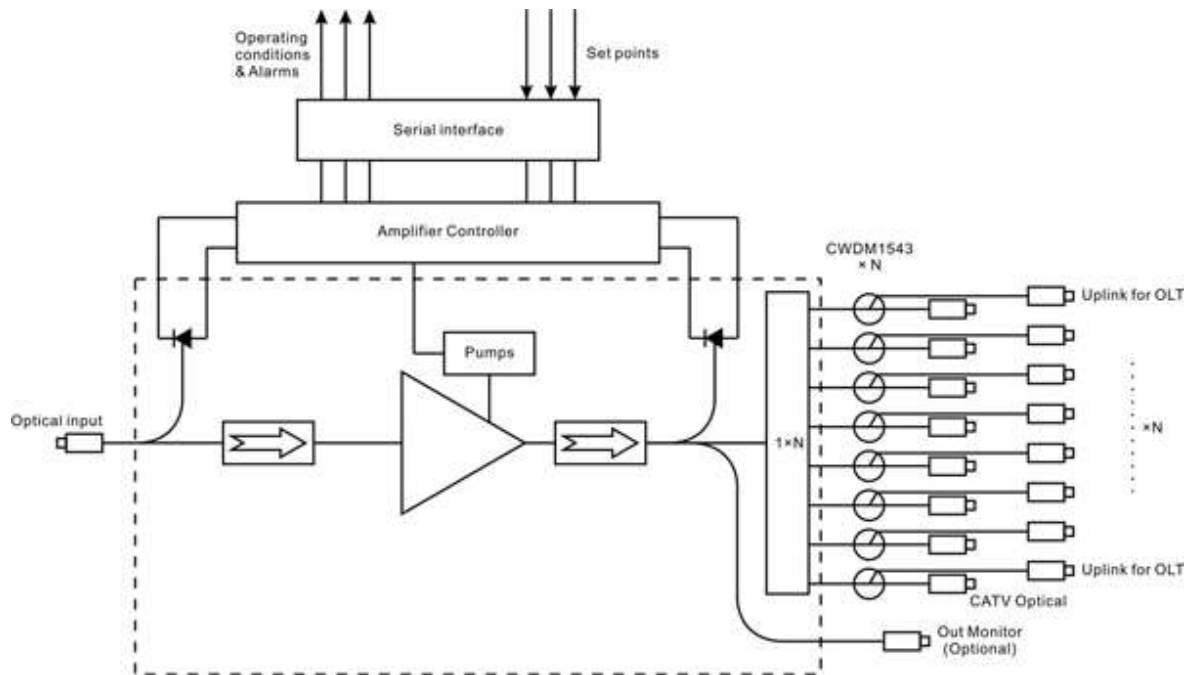 Operating
conditions
& Alarms
Set points
Serial interface
Amplifier Controller
CWDM1543
× N
Uplink for OLT
Pumps
Optical input
1×N
×N
Uplink for OLT
CATV Optical
Out Monitor
(Optional)